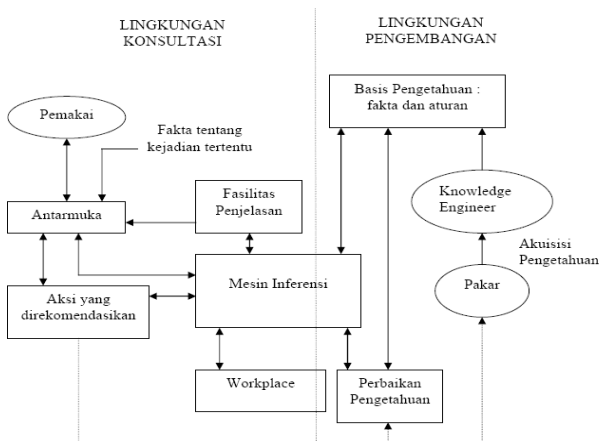 LINGKUNGAN
KONSULTASI
LINGKUNGAN
PENGEMBANGAN
Basis Pengetahuan :
fakta dan aturan
Pemakai
Fakta tentang
kejadian tertentu
Fasilitas
Penjelasan
Knowledge
Engineer
Antarmuka
Akuisisi
Pengetahuan
Mesin Inferensi
Pakar
Aksi yang
direkomendasikan
Workplace
Perbaikan
Pengetahuan